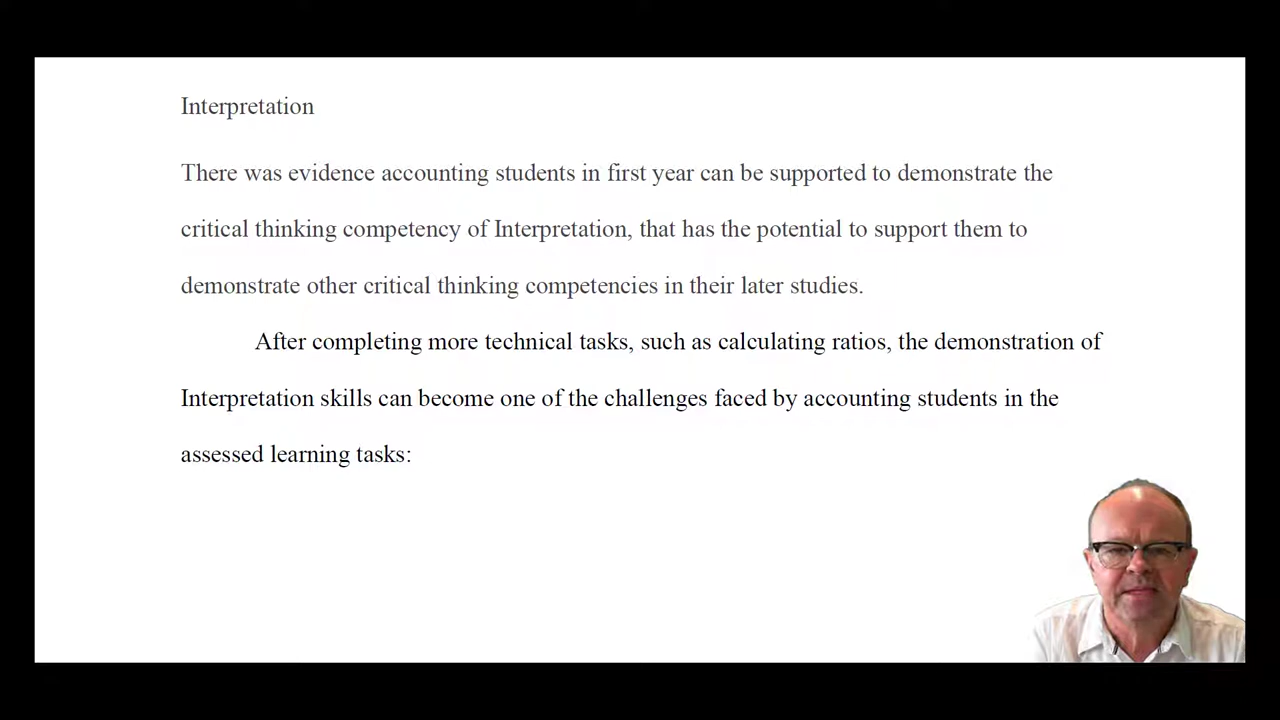 Interpretation
There was evidence accounting students in first year can be supported to demonstrate the
critical thinking competency of Interpretation, that has the potential to support them to
demonstrate other critical thinking competencies in their later studies.
After completing more technical tasks, such as calculating ratios, the demonstration of
Interpretation skills can become one of the challenges faced by accounting students in the
assessed learning tasks: